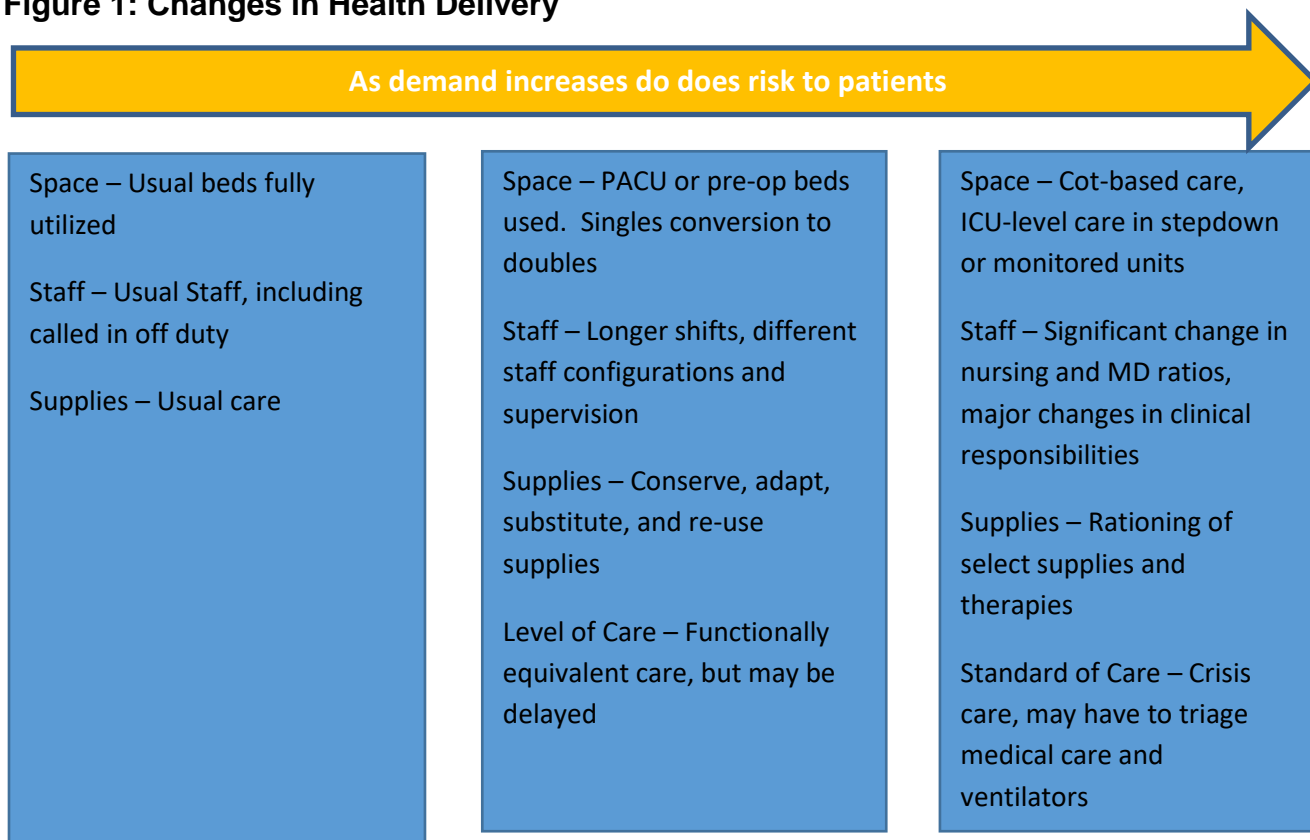 Figure 1: Changes in Health Delivery
As demand increases do does risk to patients
Space – Usual beds fully
utilized
Staff – Usual Staff, including
called in off duty
Supplies – Usual care
Space – PACU or pre-op beds
used.  Singles conversion to
doubles
Staff – Longer shifts, different
staff configurations and
supervision
Supplies – Conserve, adapt,
substitute, and re-use
supplies
Level of Care – Functionally
equivalent care, but may be
delayed
Space – Cot-based care,
ICU-level care in stepdown
or monitored units
Staff – Significant change in
nursing and MD ratios,
major changes in clinical
responsibilities
Supplies – Rationing of
select supplies and
therapies
Standard of Care – Crisis
care, may have to triage
medical care and
ventilators